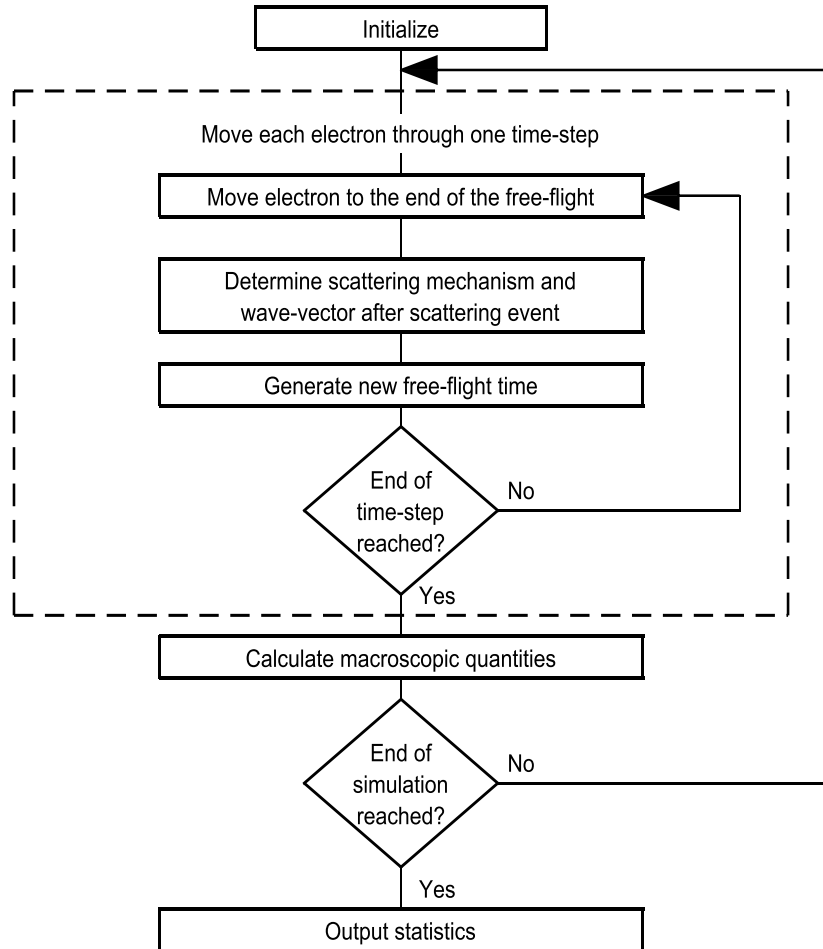 Initialize
Move each electron through one time-step
Move electron to the end of the free-flight
Determine scattering mechanism and
wave-vector after scattering event
Generate new free-flight time
End of
time-step
reached?
No
Yes
Calculate macroscopic quantities
End of
simulation
reached?
No
Yes
Output statistics